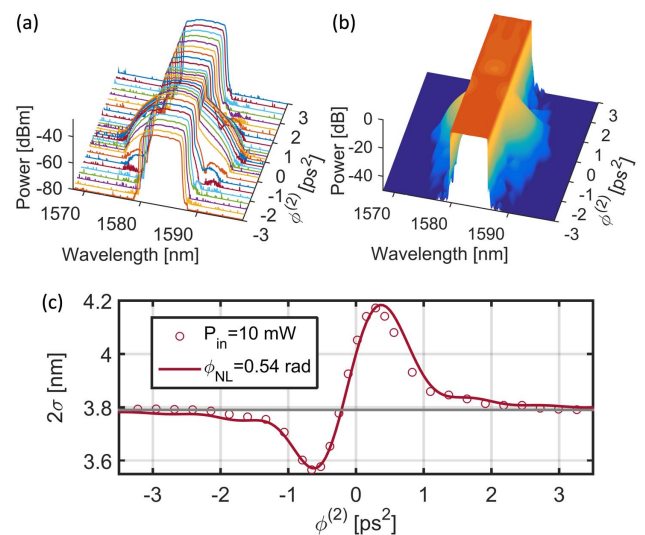 (a)
Power [dBm]
-40
-60
-80
1570
1580
1590
Wavelength [nm]
3
2
1
0
-1
-2
-3
ϕ(2) [ps2]
(b)
Power [dB]
0
-20
-40
1570
1580
1590
Wavelength [nm]
3
2
1
0
-1
-2
-3
ϕ(2) [ps2]
(c)
2σ [nm]
4.2
4
3.8
3.6
Pin=10 mW
ϕNL=0.54 rad
-3 -2 -1 0 1 2 3
ϕ(2) [ps2]